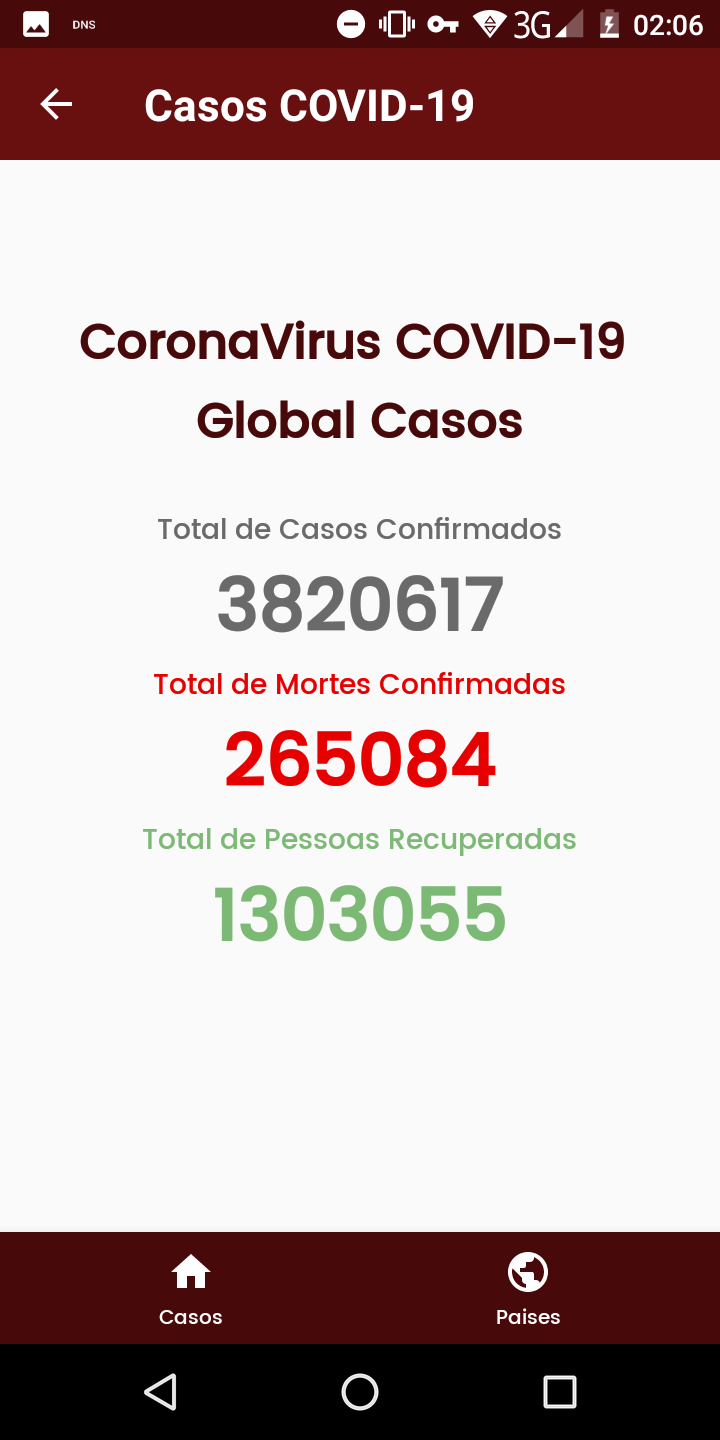 DNS 3G 02:06
Casos COVID-19
CoronaVirus COVID-19
Global Casos
Total de Casos Confirmados
3820617
Total de Mortes Confirmadas
265084
Total de Pessoas Recuperadas
1303055
Casos Paises